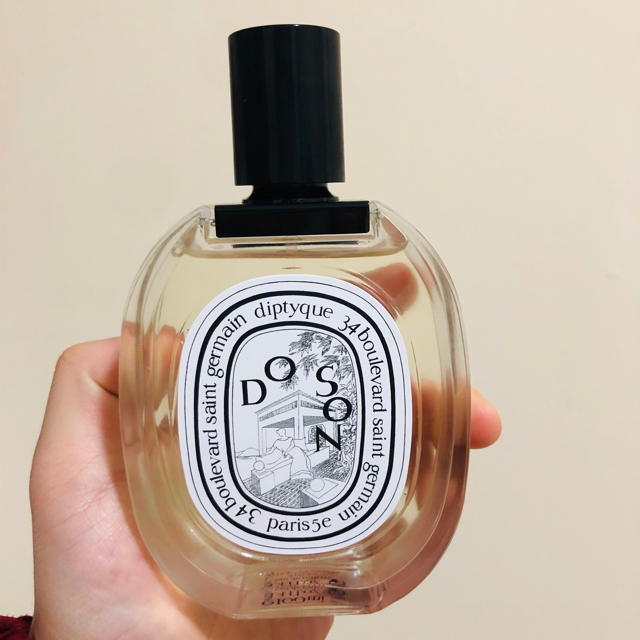 34 boulevard saint germain diptyque 34 boulevard saint germain paris5e
DO SON